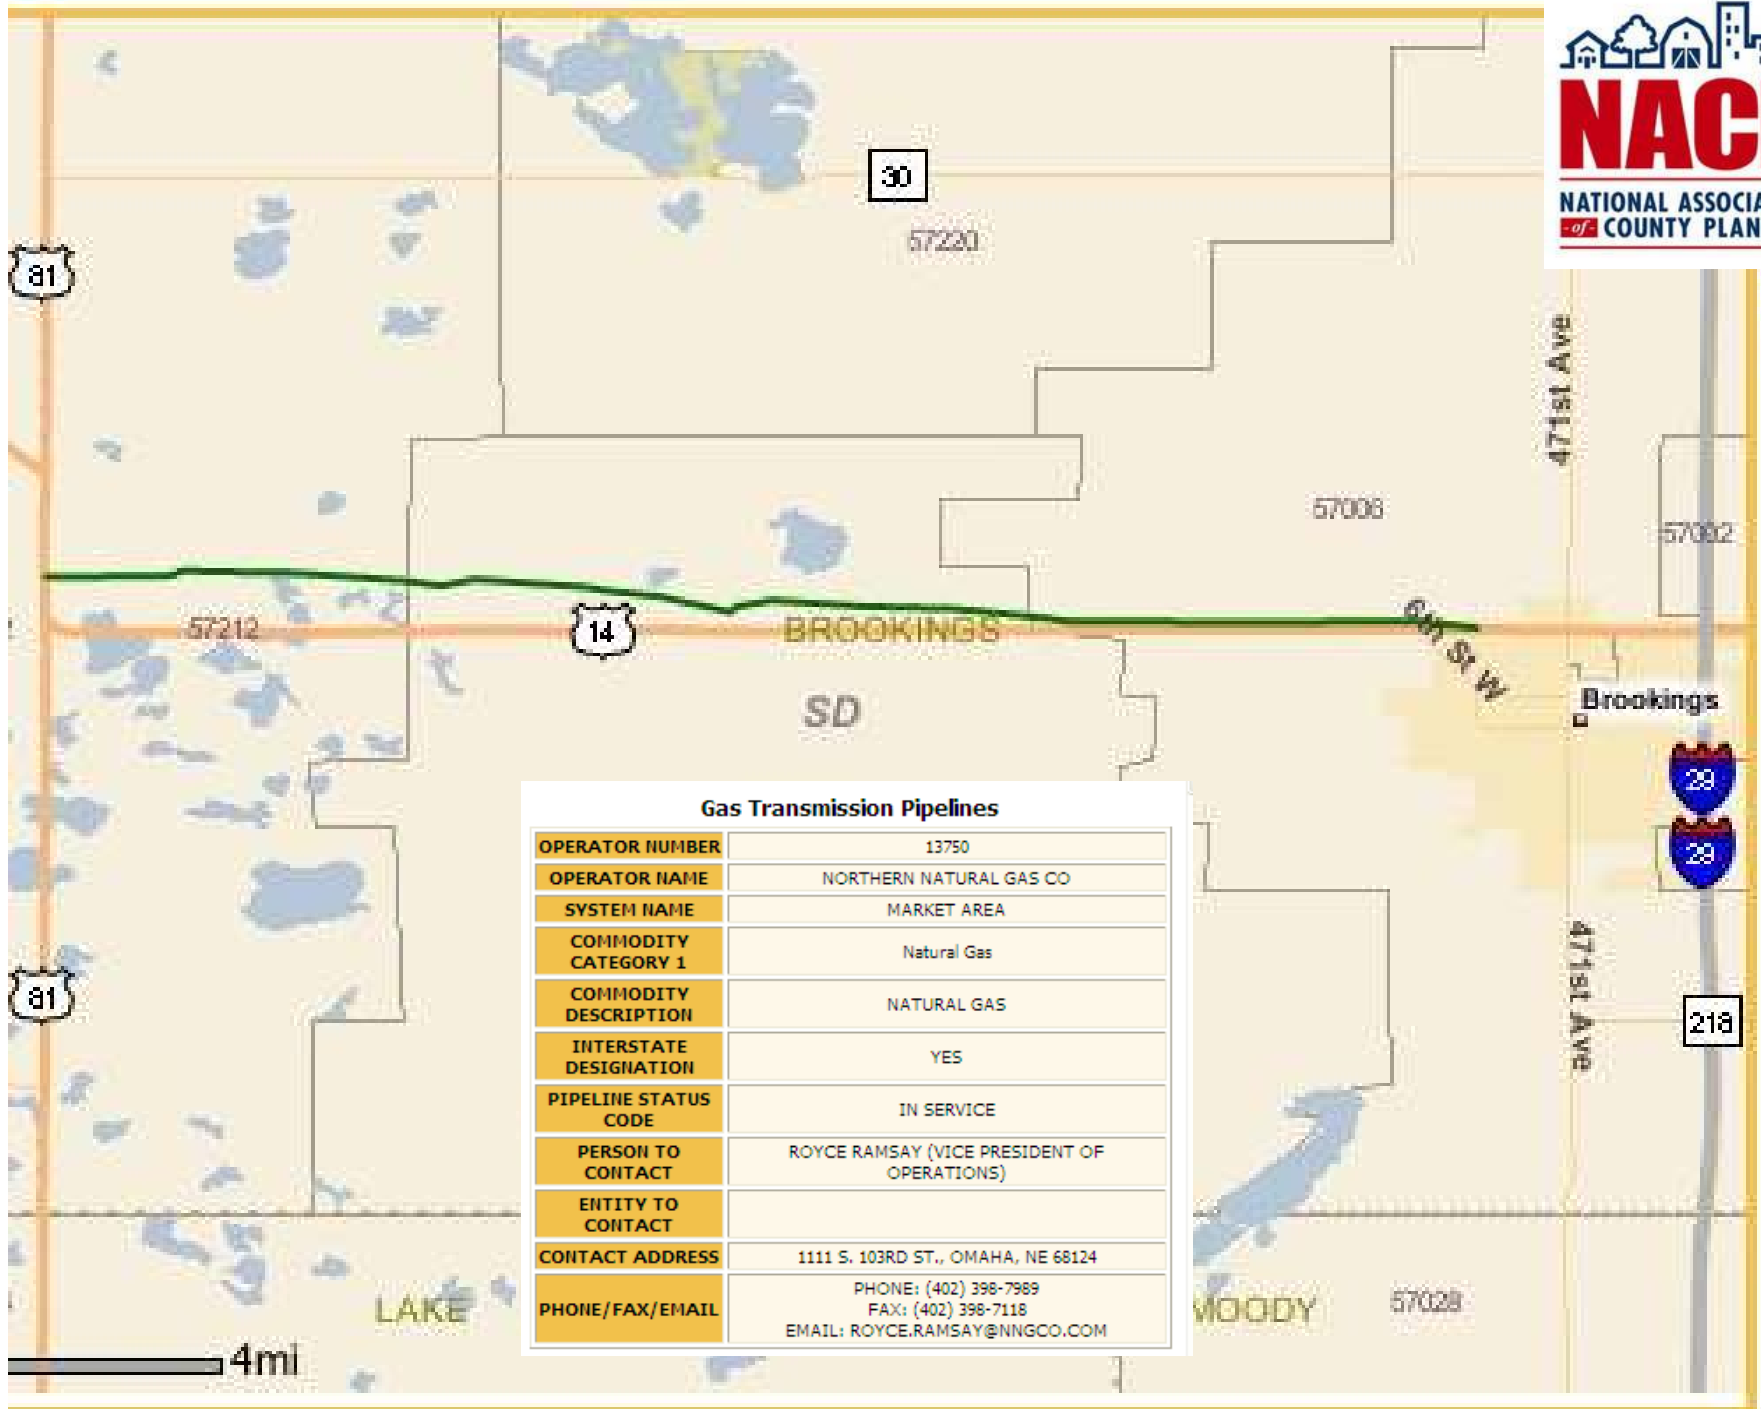 NAC
NATIONAL ASSOCIA
-of- COUNTY PLAN
30
57220
81
471st Ave
57006
57002
57212
14
BROOKINGS
6th St W
SD
Brookings
29
29
Gas Transmission Pipelines
OPERATOR NUMBER 13750
OPERATOR NAME NORTHERN NATURAL GAS CO
SYSTEM NAME MARKET AREA
COMMODITY
CATEGORY 1 Natural Gas
COMMODITY
DESCRIPTION NATURAL GAS
INTERSTATE
DESIGNATION YES
PIPELINE STATUS
CODE IN SERVICE
PERSON TO
CONTACT ROYCE RAMSAY (VICE PRESIDENT OF
OPERATIONS)
ENTITY TO
CONTACT
CONTACT ADDRESS 1111 S. 103RD ST., OMAHA, NE 68124
PHONE/FAX/EMAIL PHONE: (402) 398-7989
FAX: (402) 398-7118
EMAIL: ROYCE.RAMSAY@NNGCO.COM
81
471st Ave
218
LAKE
MOODY
57028
4mi